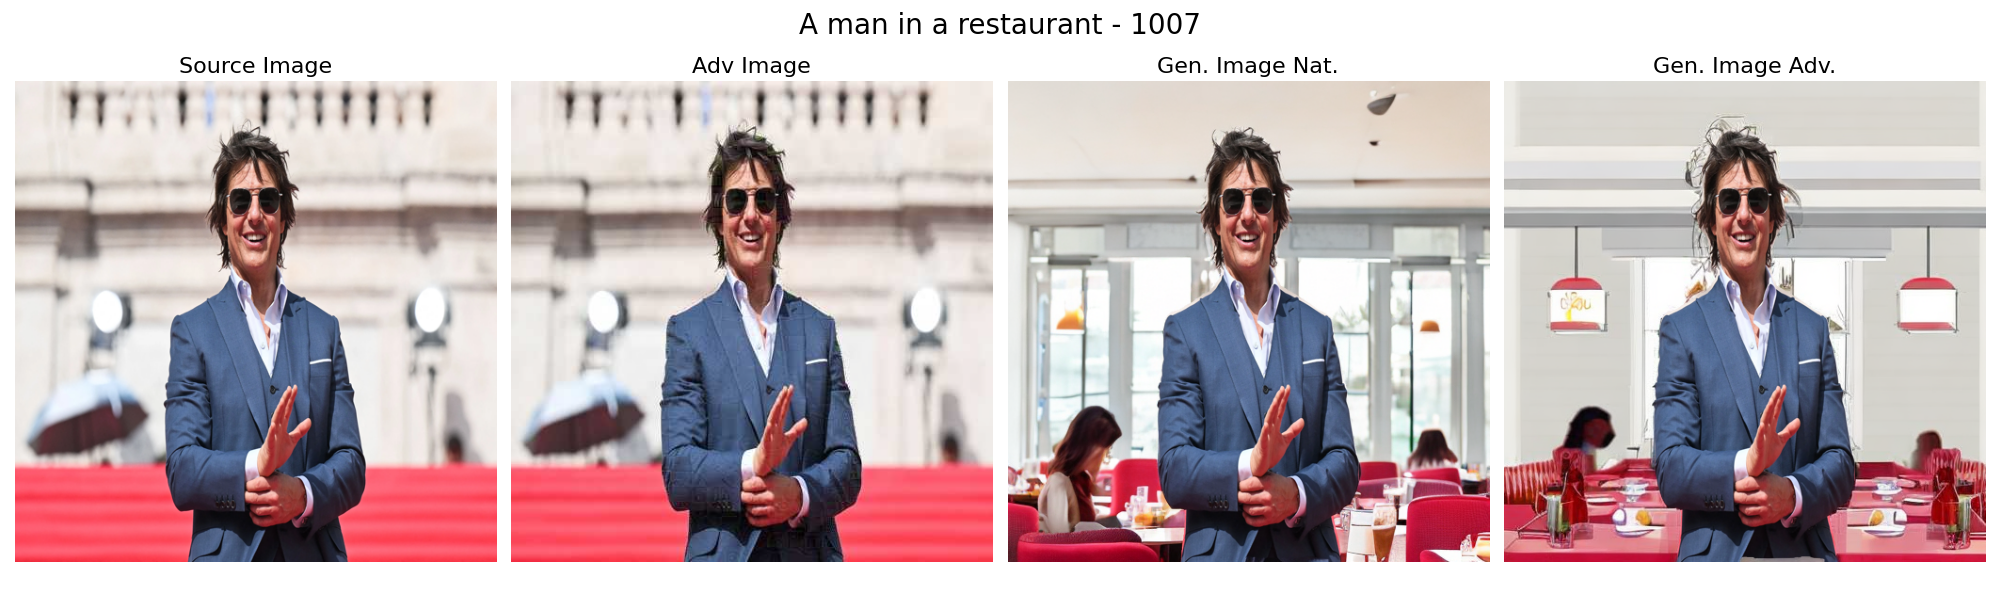 A man in a restaurant - 1007
Source Image
Adv Image
Gen. Image Nat.
Gen. Image Adv.